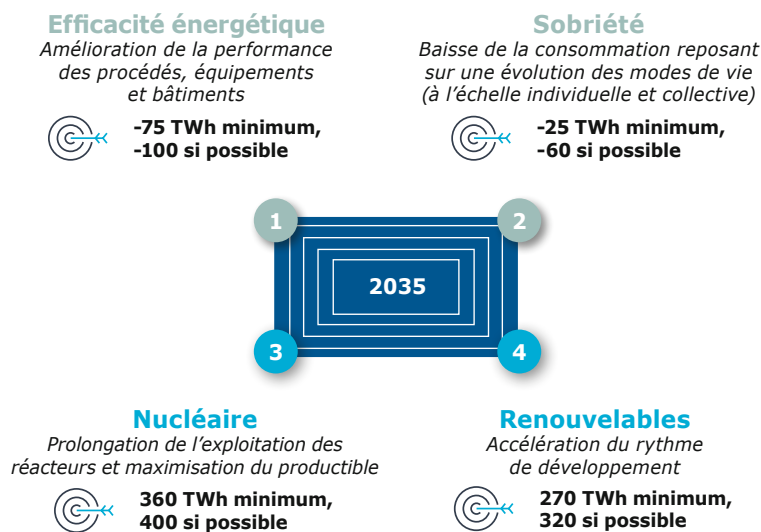 Efficacité énergétique
Amélioration de la performance
des procédés, équipements
et bâtiments
-75 TWh minimum,
-100 si possible
Sobriété
Baisse de la consommation reposant
sur une évolution des modes de vie
(à l’échelle individuelle et collective)
-25 TWh minimum,
-60 si possible
1
2
2035
3
4
Nucléaire
Prolongation de l’exploitation des
réacteurs et maximisation du productible
360 TWh minimum,
400 si possible
Renouvelables
Accélération du rythme
de développement
270 TWh minimum,
320 si possible